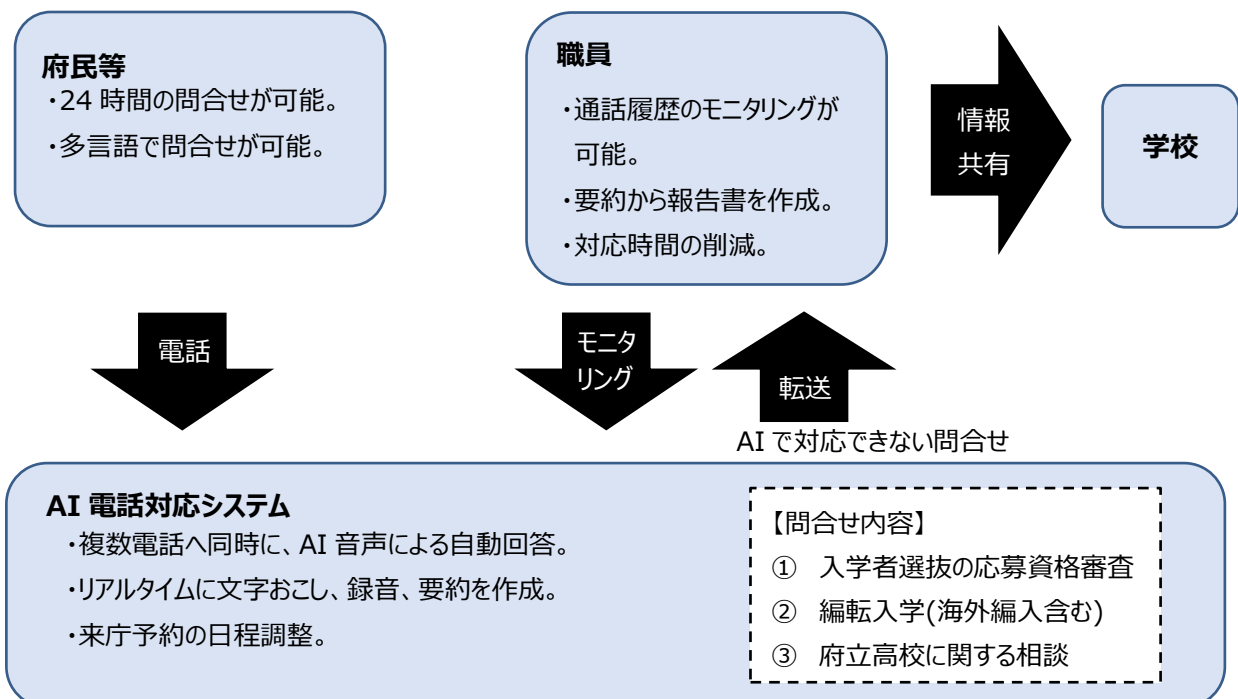 府民等
・24 時間の問合せが可能。
・多言語で問合せが可能。
職員
・通話履歴のモニタリングが
可能。
・要約から報告書を作成。
・対応時間の削減。
情報
共有
学校
電話
モニタ
リング
転送
AI で対応できない問合せ
AI 電話対応システム
・複数電話へ同時に、AI 音声による自動回答。
・リアルタイムに文字おこし、録音、要約を作成。
・来庁予約の日程調整。
【問合せ内容】
① 入学者選抜の応募資格審査
② 編転入学(海外編入含む)
③ 府立高校に関する相談